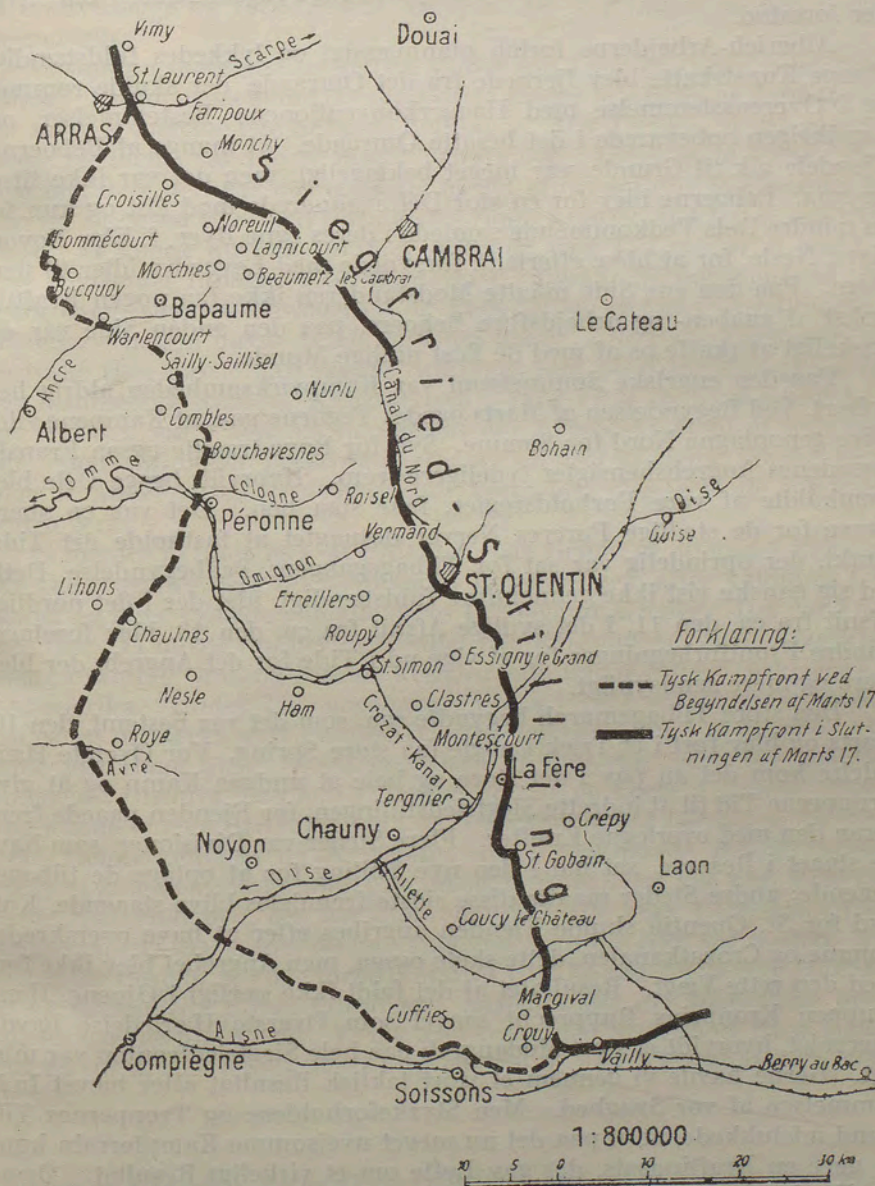 Vimy
Douai
Scarpe
St. Laurent
Fampoux
ARRAS
Monchy
Croisilles
Noreuil
Gommécourt
Lagnicourt
CAMBRAI
Morchies
Beaumetz les Cambrai
Bucquoy
Bapaume
Le Cateau
Warlencourt
Sailly-Saillisel
Ancre
Nurlu
Canal du Nord
Albert
Combles
Bohain
Bouchavesnes
Somme
Cologne
Roisel
Oise
Péronne
Guise
Vermand
Omignon
ST. QUENTIN
Lihons
Etreillers
Chaulnes
Roupy
Siegfried-Stilling
Forklaring:
St. Simon
Essigny le Grand
Tysk Kampfront ved
Begyndelsen af Marts 17
Nesle
Ham
Clastres
Crozat-Kanal
Montescourt
Tysk Kampfront i Slut-
ningen af Marts 17.
Roye
Avre
La Fère
Tergnier
Crépy
Chauny
Noyon
St. Gobain
Laon
Oise
Ailette
Coucy le Château
Margival
Cuffies
Crouy
Aisne
Compiègne
Vailly
Berry au Bac
Soissons
1:800000
10 5 0 10 20 30 km